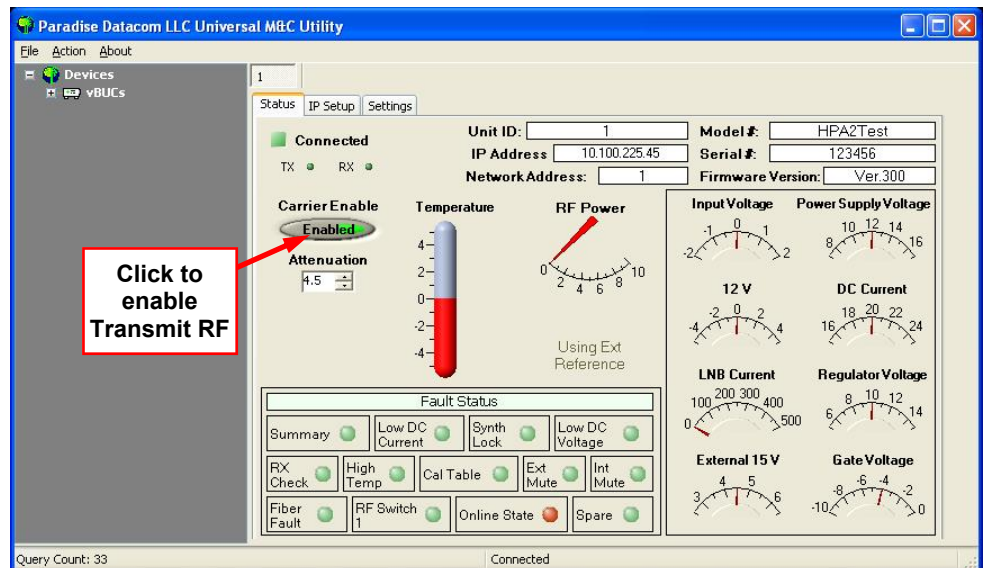 Paradise Datacom LLC Universal M&C Utility
File Action About
Devices
vBUCs
1
Status IP Setup Settings
Connected
TX RX
Unit ID: 1
IP Address 10.100.225.45
Network Address: 1
Model #: HPA2Test
Serial #: 123456
Firmware Version: Ver.300
Carrier Enable
Enabled
Attenuation
4.5
Click to
enable
Transmit RF
Temperature
4
2
0
-2
-4
RF Power
0 2 4 6 8 10
Using Ext
Reference
Input Voltage
-2 -1 0 1 2
Power Supply Voltage
8 10 12 14 16
12 V
-4 -2 0 2 4
DC Current
16 18 20 22 24
LNB Current
0 100 200 300 400 500
Regulator Voltage
6 8 10 12 14
External 15 V
3 4 5 6
Gate Voltage
-10 -8 -6 -4 -2 0
Fault Status
Summary
Low DC
Current
Synth
Lock
Low DC
Voltage
RX
Check
High
Temp
Cal Table
Ext
Mute
Int
Mute
Fiber
Fault
RF Switch
1
Online State
Spare
Query Count: 33
Connected